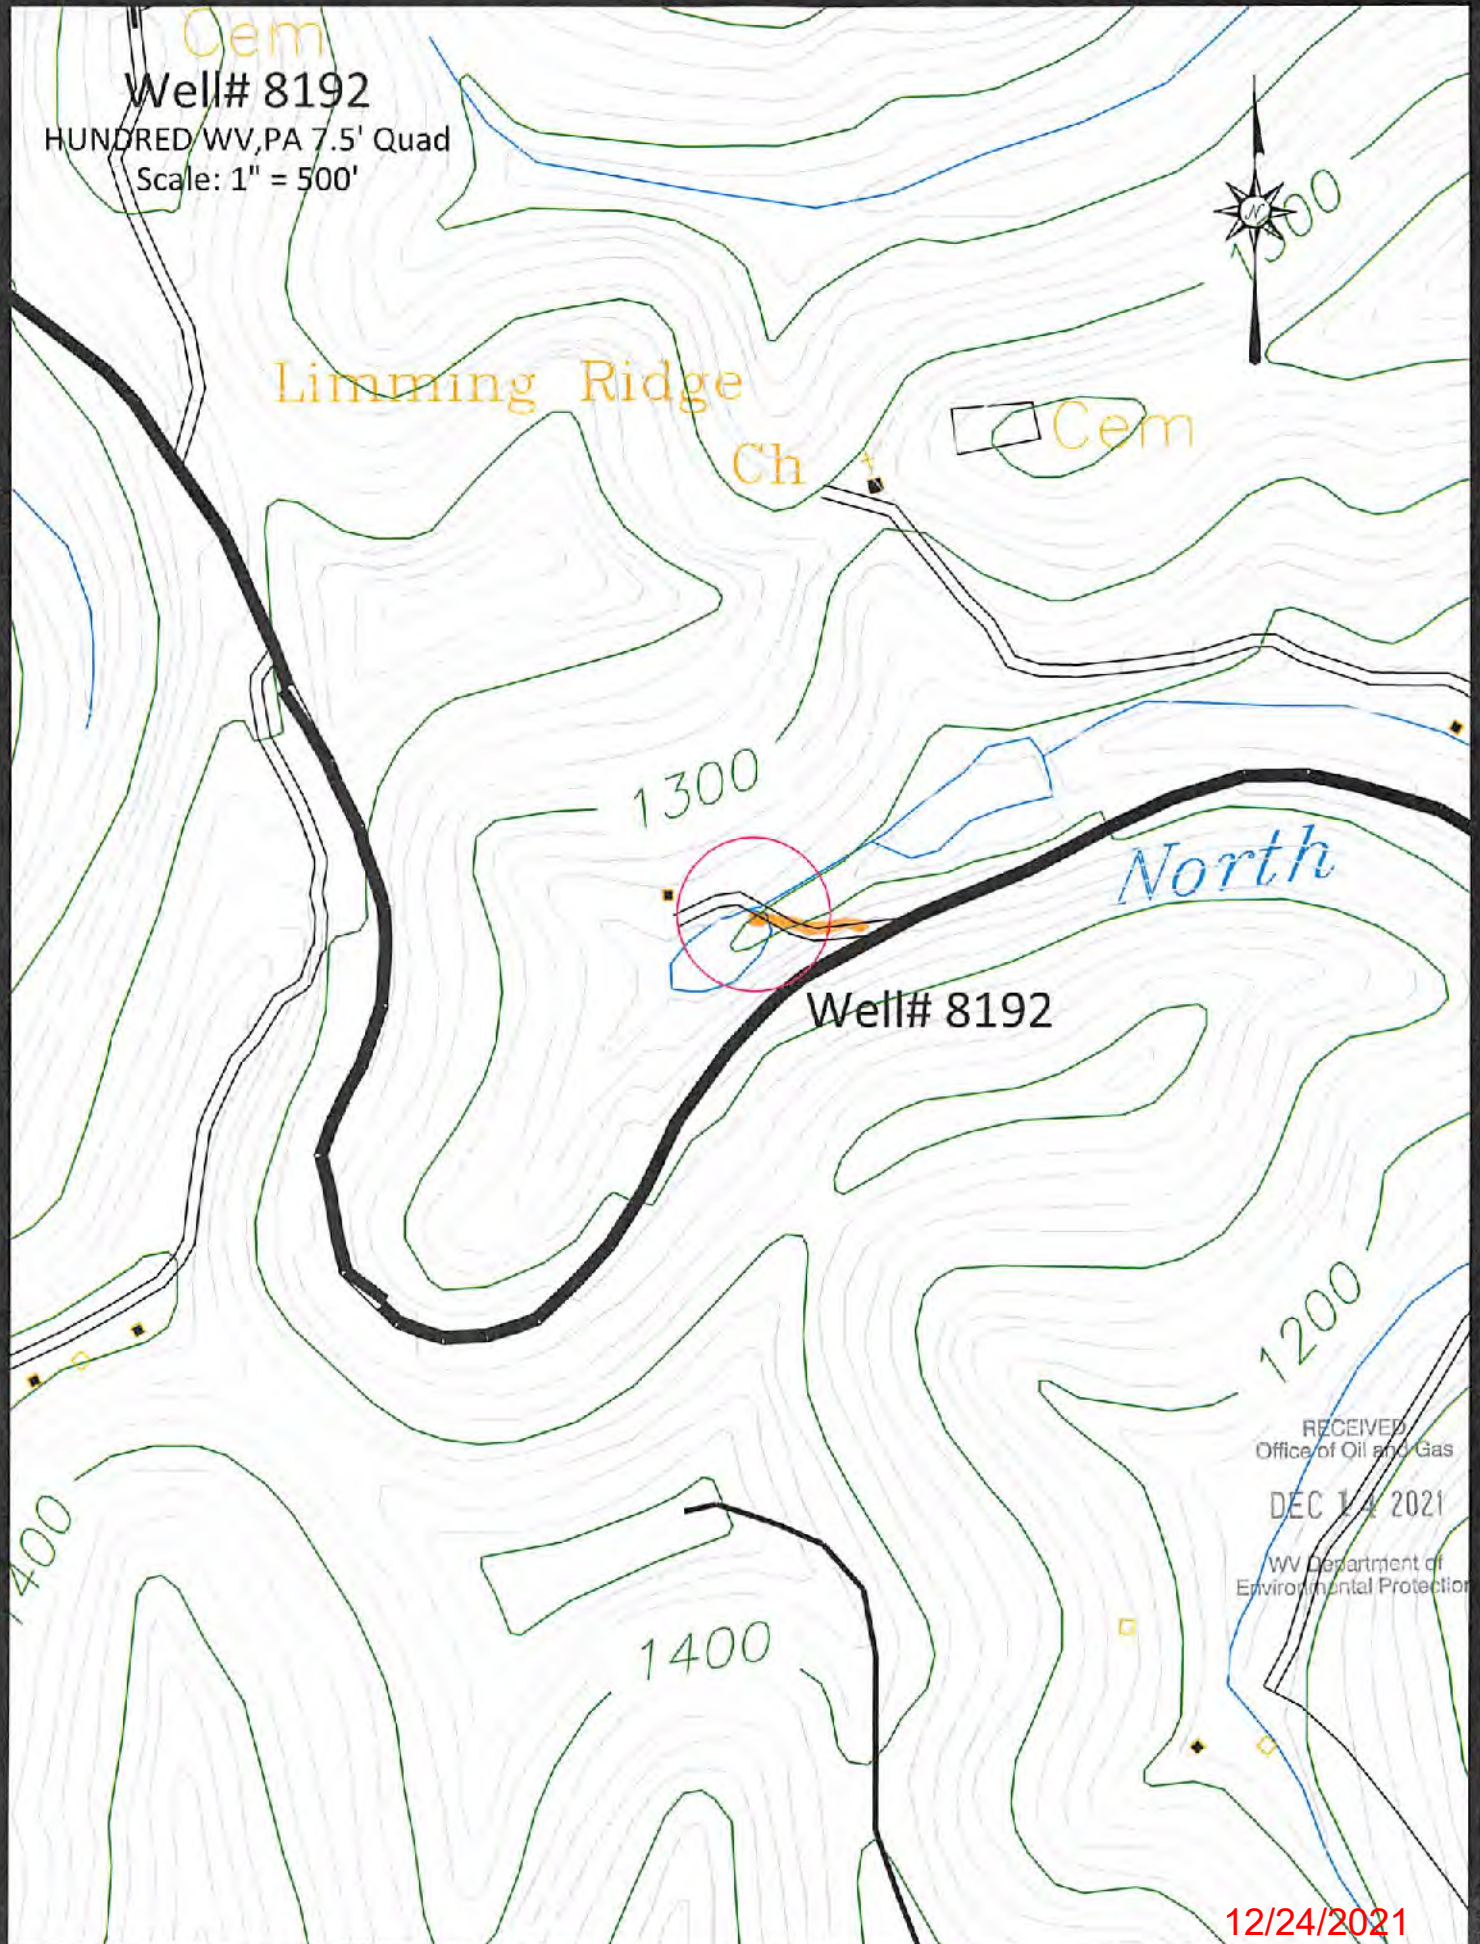 Cem
Well# 8192
HUNDRED WV,PA 7.5' Quad
Scale: 1" = 500'
N
1300
Limming Ridge
Ch
Cem
1300
North
Well# 8192
1200
RECEIVED
Office of Oil and Gas
DEC 14 2021
WV Department of
Environmental Protection
1400
1400
12/24/2021